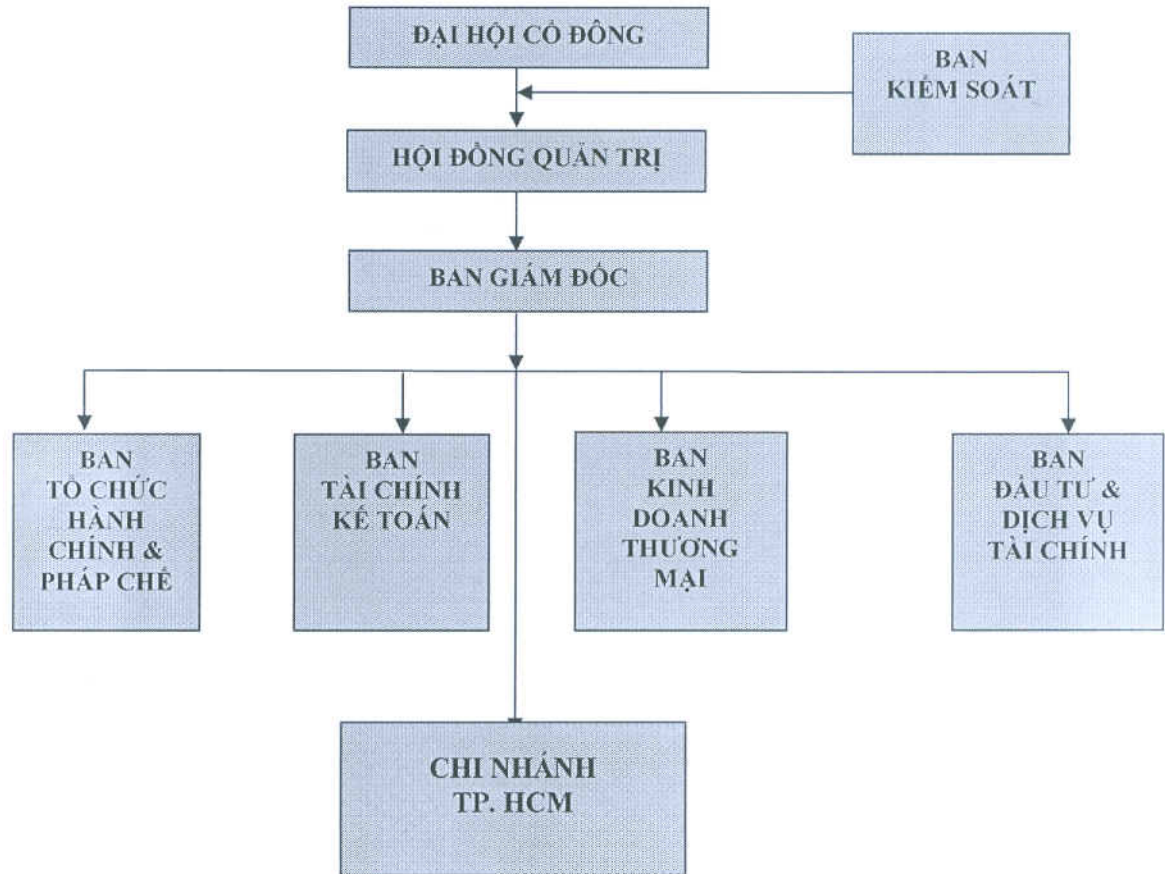 ĐẠI HỘI CỔ ĐÔNG
BAN
KIỂM SOÁT
HỘI ĐỒNG QUẢN TRỊ
BAN GIÁM ĐỐC
BAN
TỔ CHỨC
HÀNH
CHÍNH &
PHÁP CHẾ
BAN
TÀI CHÍNH
KẾ TOÁN
BAN
KINH
DOANH
THƯƠNG
MẠI
BAN
ĐẦU TƯ &
DỊCH VỤ
TÀI CHÍNH
CHI NHÁNH
TP. HCM